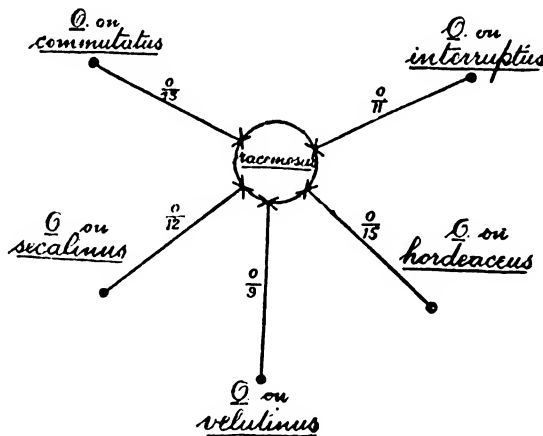 on
commutatus
on
interruptus
0
13
0
11
racemosus
on
secalinus
0
12
0
15
on
hordeaceus
0
9
on
velutinus